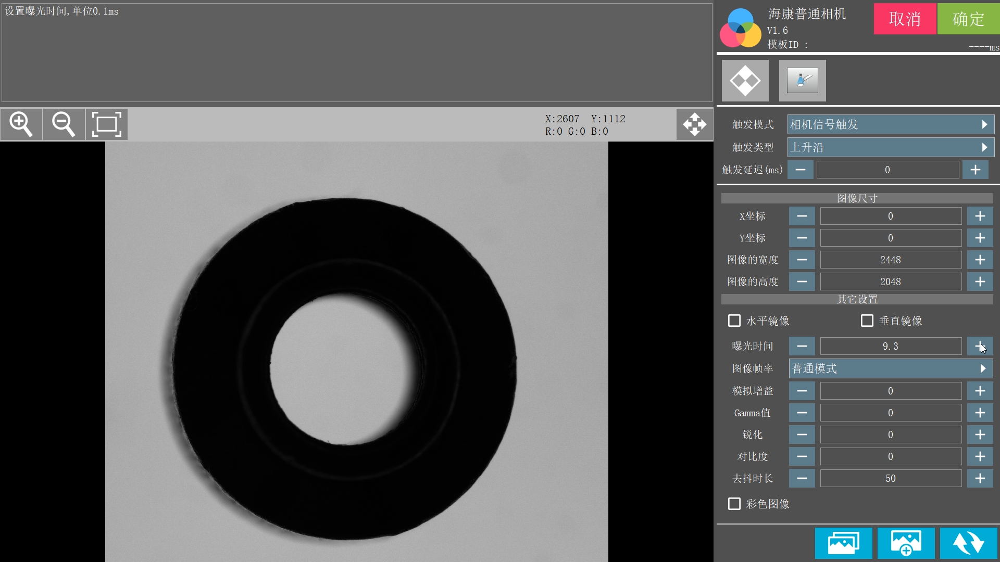 设置曝光时间,单位0.1ms
海康普通相机
V1.6
模板ID :
取消
确定
----ms
X:2607 Y:1112
R:0 G:0 B:0
触发模式 相机信号触发
触发类型 上升沿
触发延迟(ms) 0
图像尺寸
X坐标 0
Y坐标 0
图像的宽度 2448
图像的高度 2048
其它设置
水平镜像 垂直镜像
曝光时间 9.3
图像帧率 普通模式
模拟增益 0
Gamma值 0
锐化 0
对比度 0
去抖时长 50
彩色图像